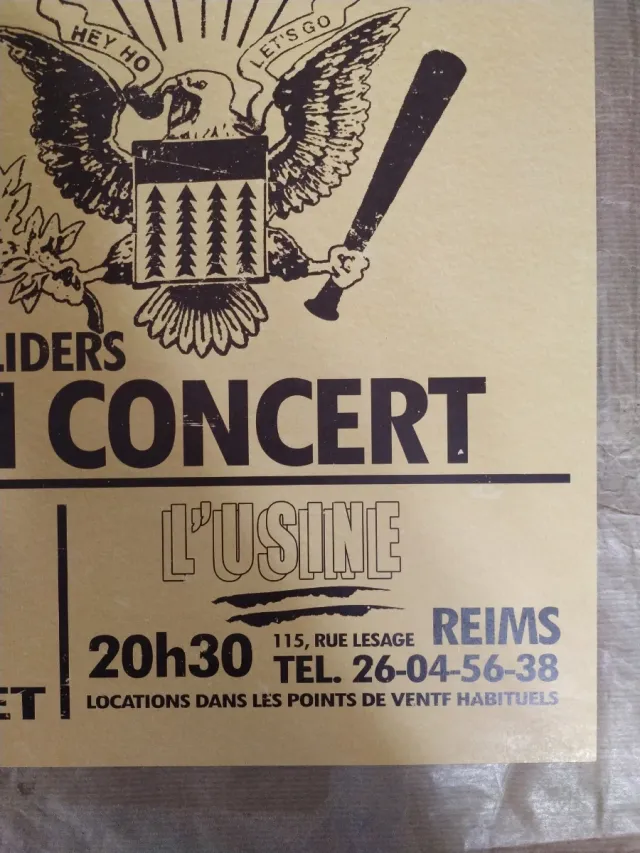 HEY HO
LET'S GO
LIDERS
CONCERT
L'USINE
20h30
115, RUE LESAGE REIMS
TEL. 26-04-56-38
ET
LOCATIONS DANS LES POINTS DE VENTE HABITUELS